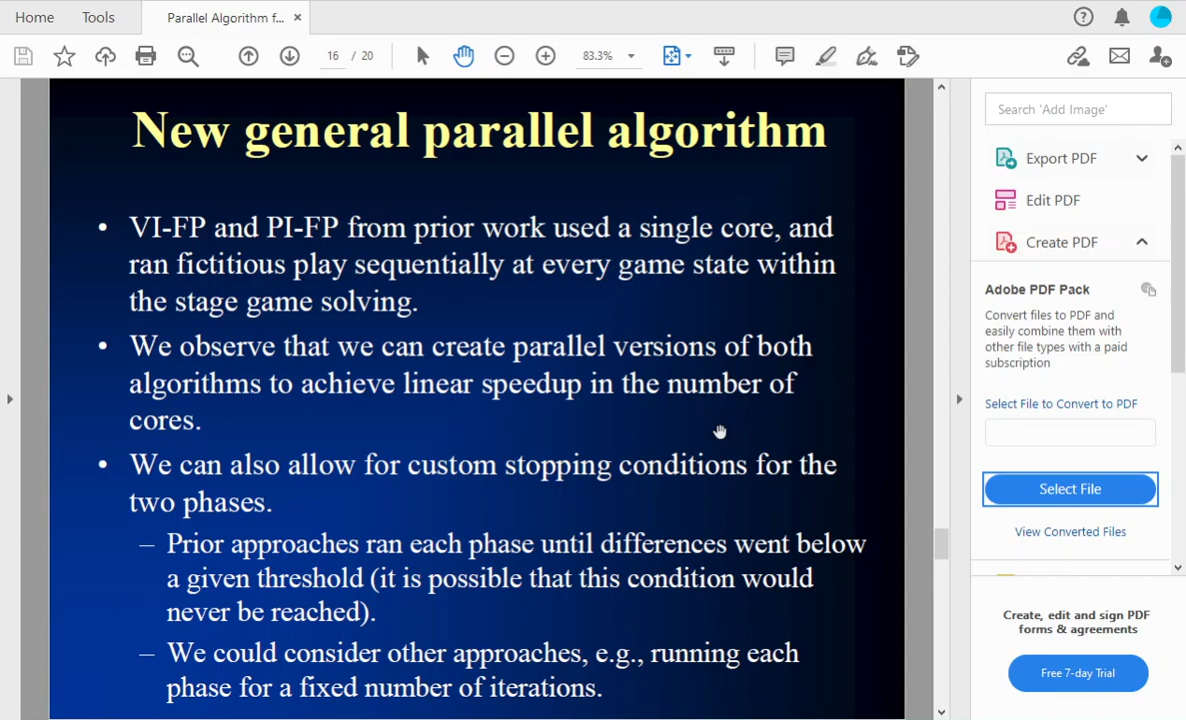 Home
Tools
Parallel Algorithm f...
16 / 20
83.3%
New general parallel algorithm
• VI-FP and PI-FP from prior work used a single core, and
ran fictitious play sequentially at every game state within
the stage game solving.
• We observe that we can create parallel versions of both
algorithms to achieve linear speedup in the number of
cores.
• We can also allow for custom stopping conditions for the
two phases.
– Prior approaches ran each phase until differences went below
a given threshold (it is possible that this condition would
never be reached).
– We could consider other approaches, e.g., running each
phase for a fixed number of iterations.
Search 'Add Image'
Export PDF
Edit PDF
Create PDF
Adobe PDF Pack
Convert files to PDF and
easily combine them with
other file types with a paid
subscription
Select File to Convert to PDF
Select File
View Converted Files
Create, edit and sign PDF
forms & agreements
Free 7-day Trial